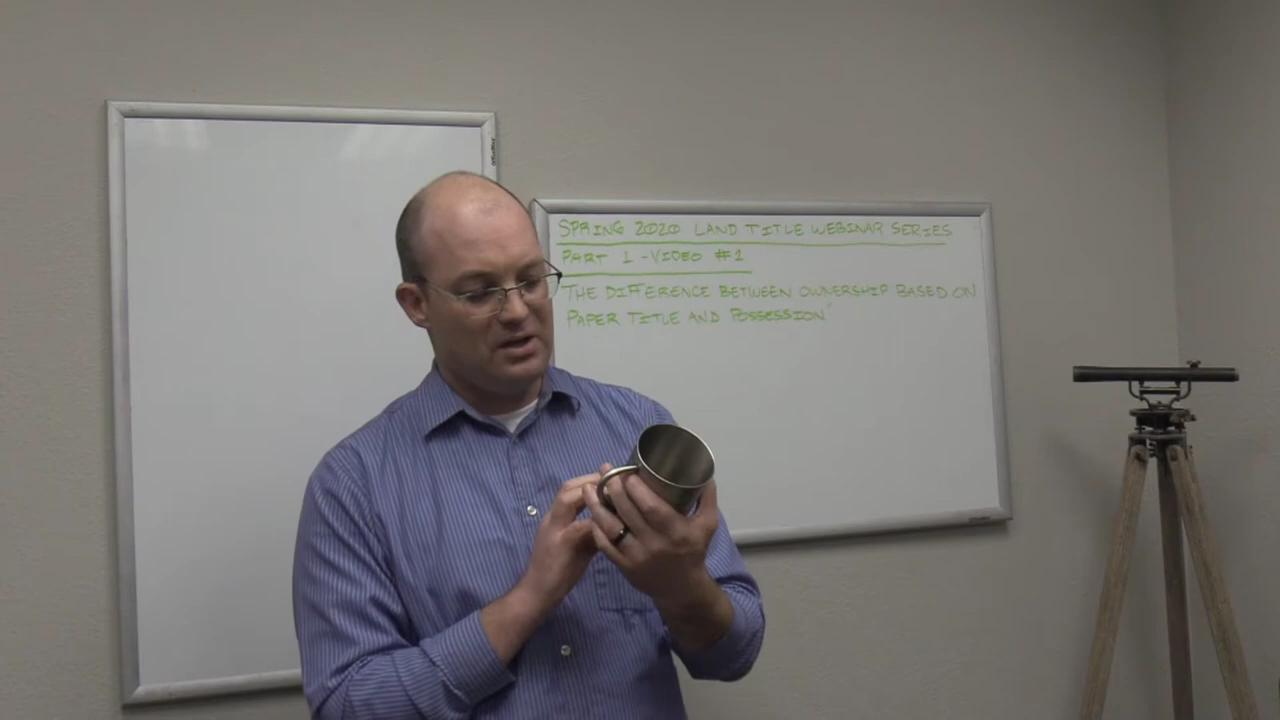 SPRING 2020 LAND TITLE WEBINAR SERIES
PART 1 - VIDEO #1
THE DIFFERENCE BETWEEN OWNERSHIP BASED ON
PAPER TITLE AND POSSESSION"